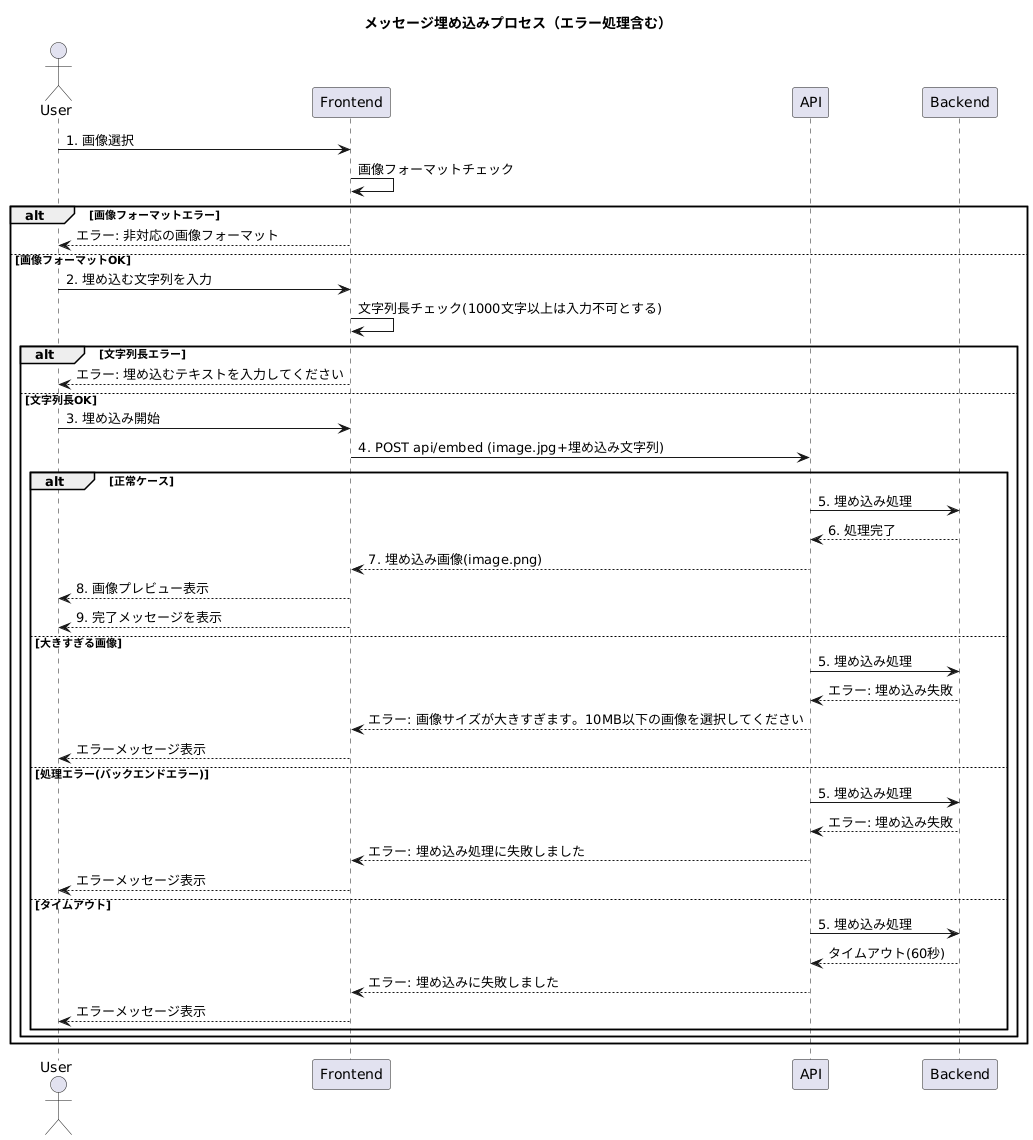 メッセージ埋め込みプロセス（エラー処理含む）
User
Frontend
API
Backend
1. 画像選択
画像フォーマットチェック
alt [画像フォーマットエラー]
エラー: 非対応の画像フォーマット
[画像フォーマットOK]
2. 埋め込む文字列を入力
文字列長チェック(1000文字以上は入力不可とする)
alt [文字列長エラー]
エラー: 埋め込むテキストを入力してください
[文字列長OK]
3. 埋め込み開始
4. POST api/embed (image.jpg+埋め込み文字列)
alt [正常ケース]
5. 埋め込み処理
6. 処理完了
7. 埋め込み画像(image.png)
8. 画像プレビュー表示
9. 完了メッセージを表示
[大きすぎる画像]
5. 埋め込み処理
エラー: 埋め込み失敗
エラー: 画像サイズが大きすぎます。10MB以下の画像を選択してください
エラーメッセージ表示
[処理エラー(バックエンドエラー)]
5. 埋め込み処理
エラー: 埋め込み失敗
エラー: 埋め込み処理に失敗しました
エラーメッセージ表示
[タイムアウト]
5. 埋め込み処理
タイムアウト(60秒)
エラー: 埋め込みに失敗しました
エラーメッセージ表示
User
Frontend
API
Backend